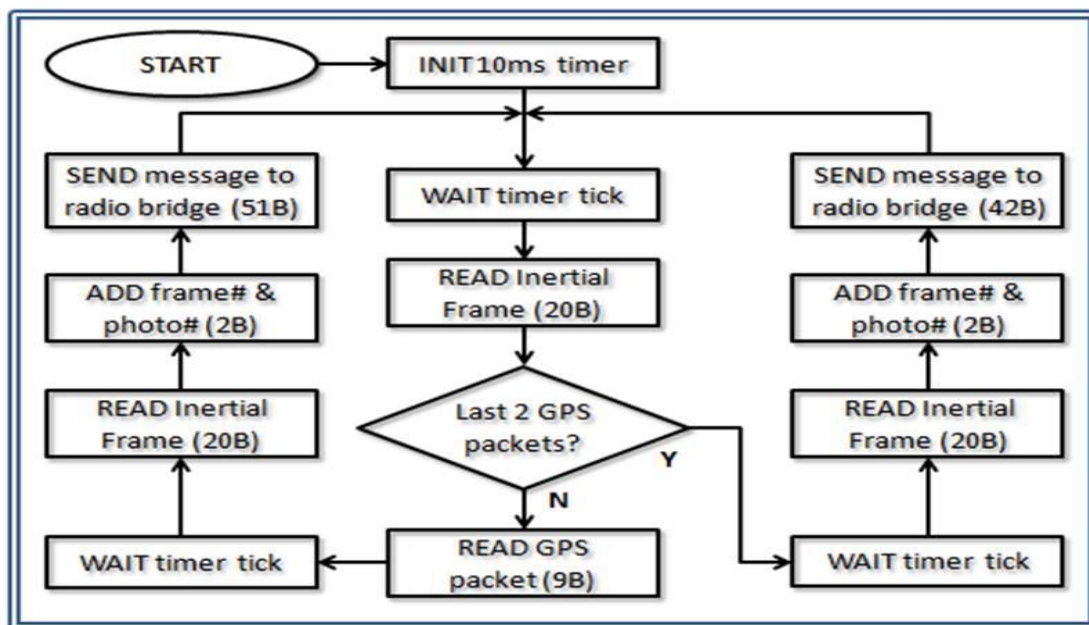 START
INIT 10ms timer
WAIT timer tick
READ Inertial
Frame (20B)
Last 2 GPS
packets?
Y
N
READ GPS
packet (9B)
WAIT timer tick
READ Inertial
Frame (20B)
ADD frame# &
photo# (2B)
SEND message to
radio bridge (51B)
WAIT timer tick
READ Inertial
Frame (20B)
ADD frame# &
photo# (2B)
SEND message to
radio bridge (42B)